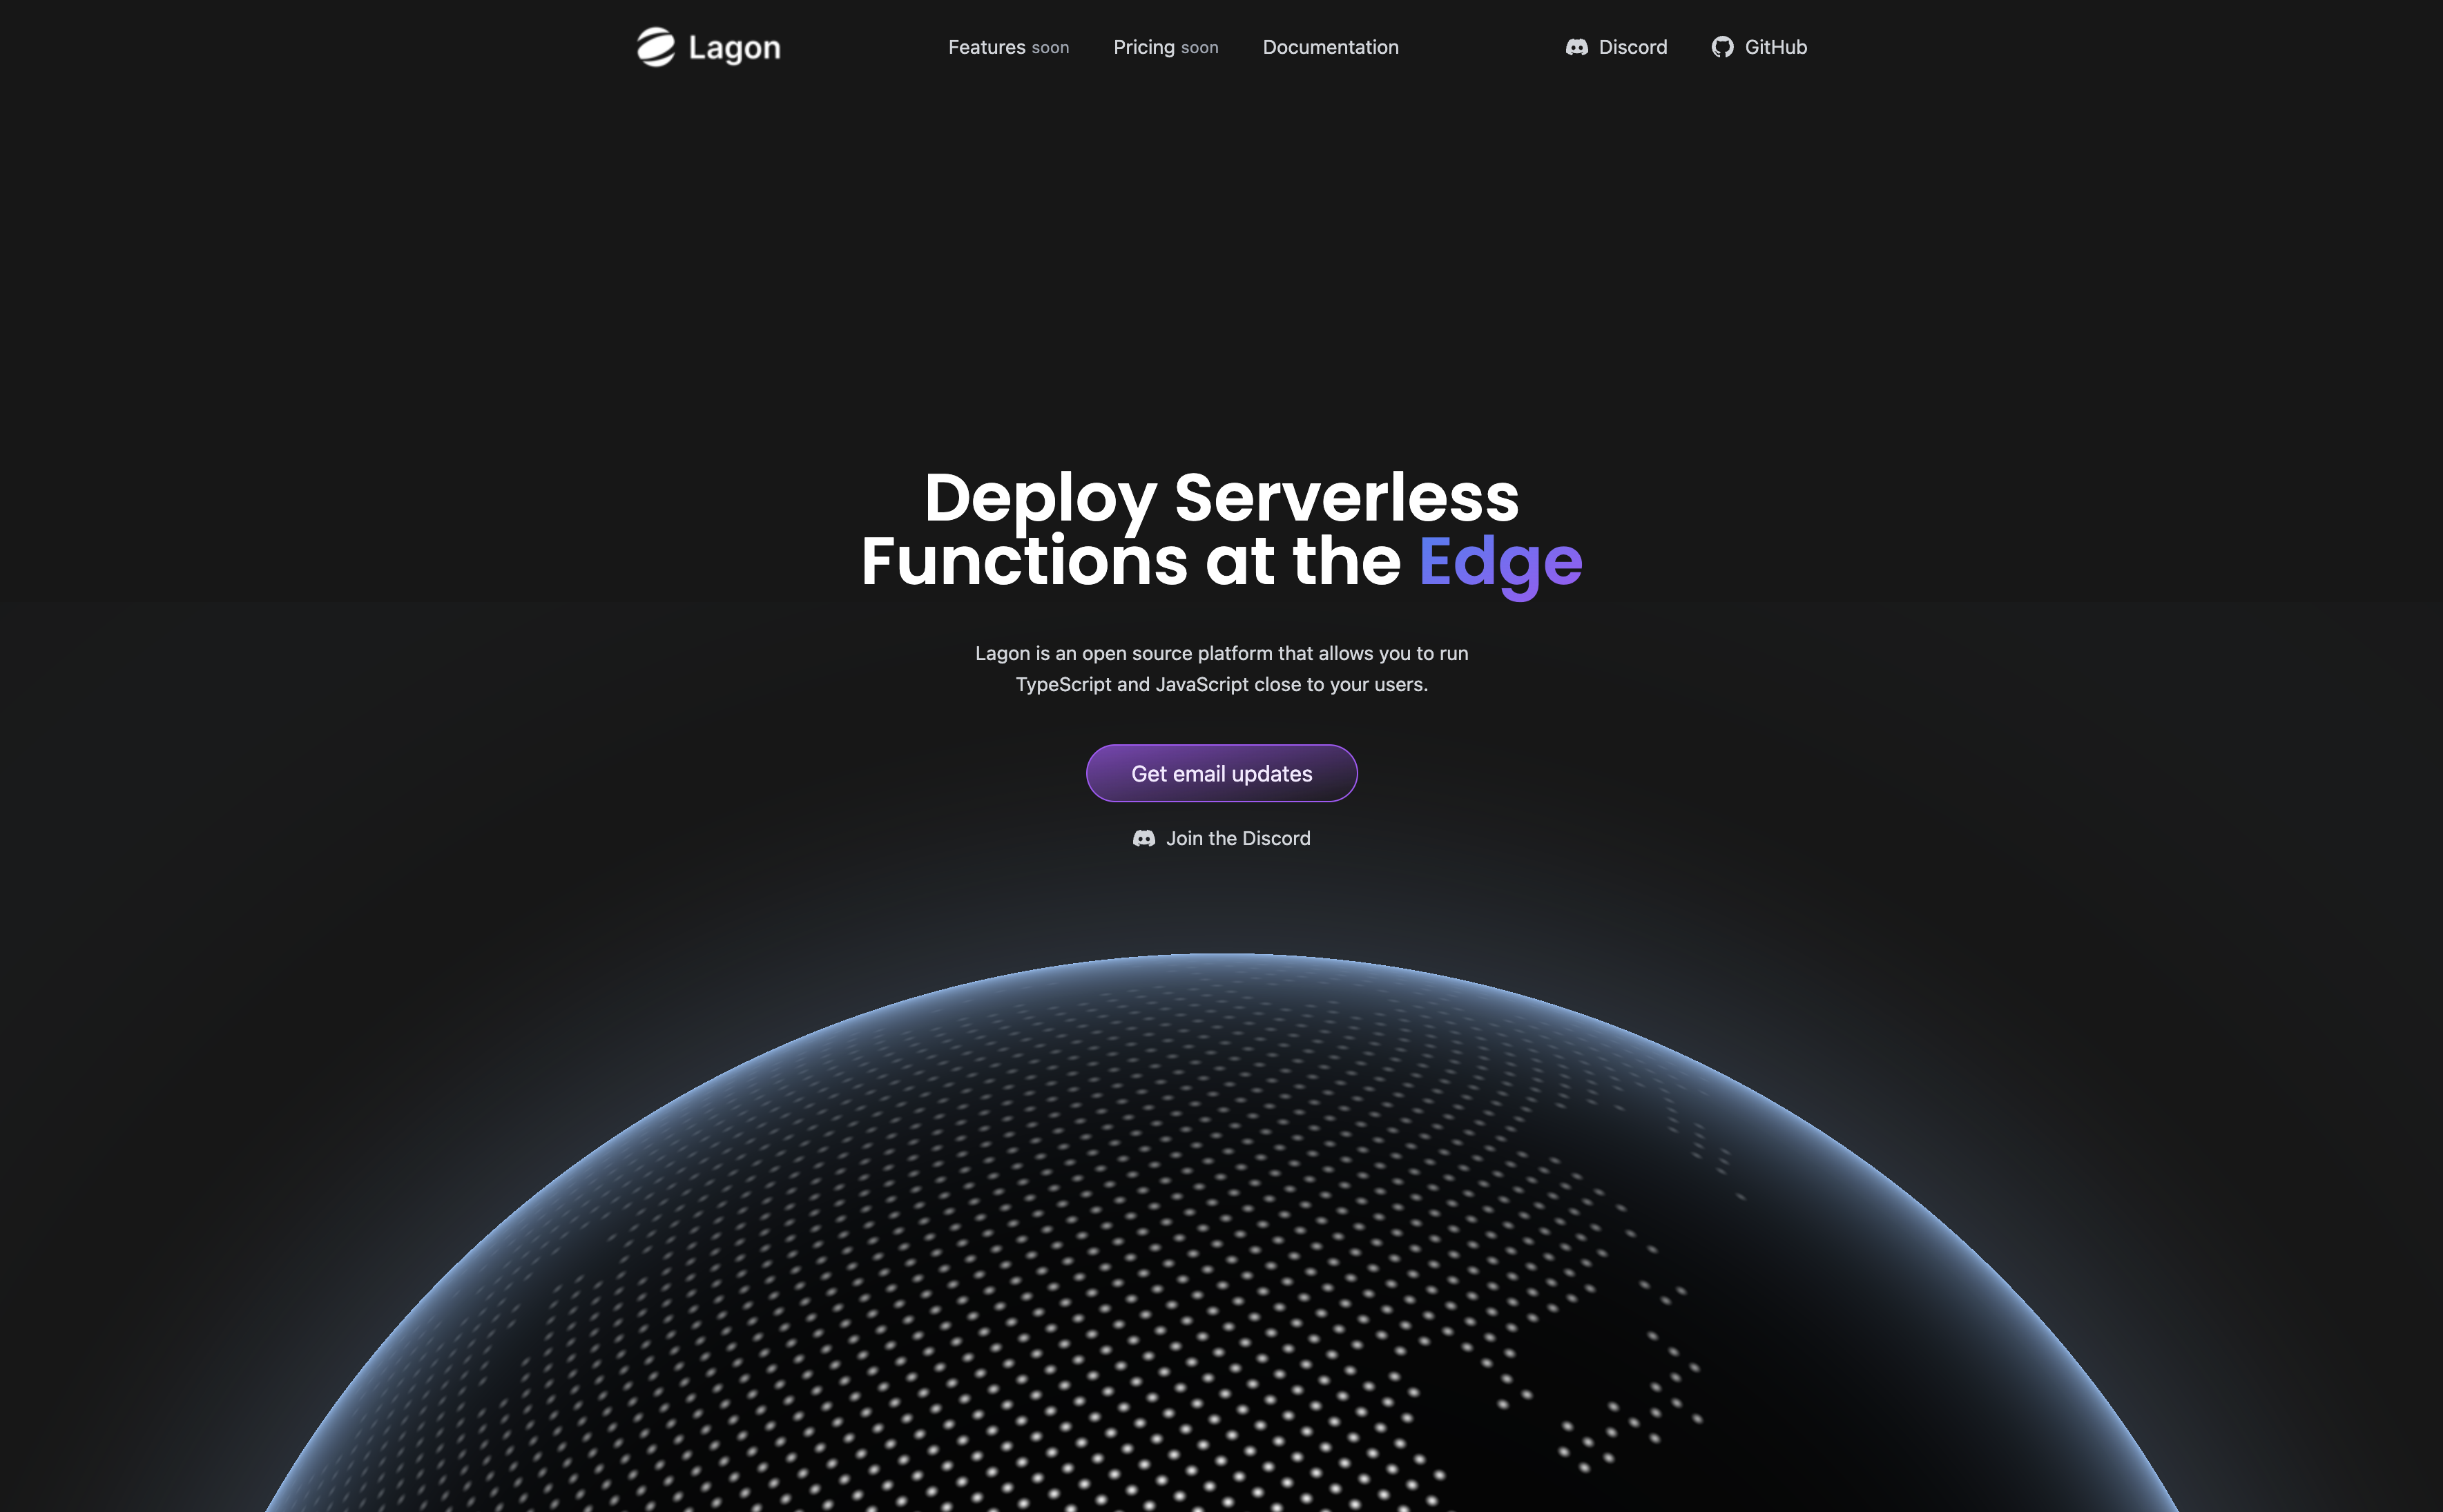 Lagon
Features soon
Pricing soon
Documentation
Discord
GitHub
Deploy Serverless
Functions at the Edge
Lagon is an open source platform that allows you to run
TypeScript and JavaScript close to your users.
Get email updates
Join the Discord